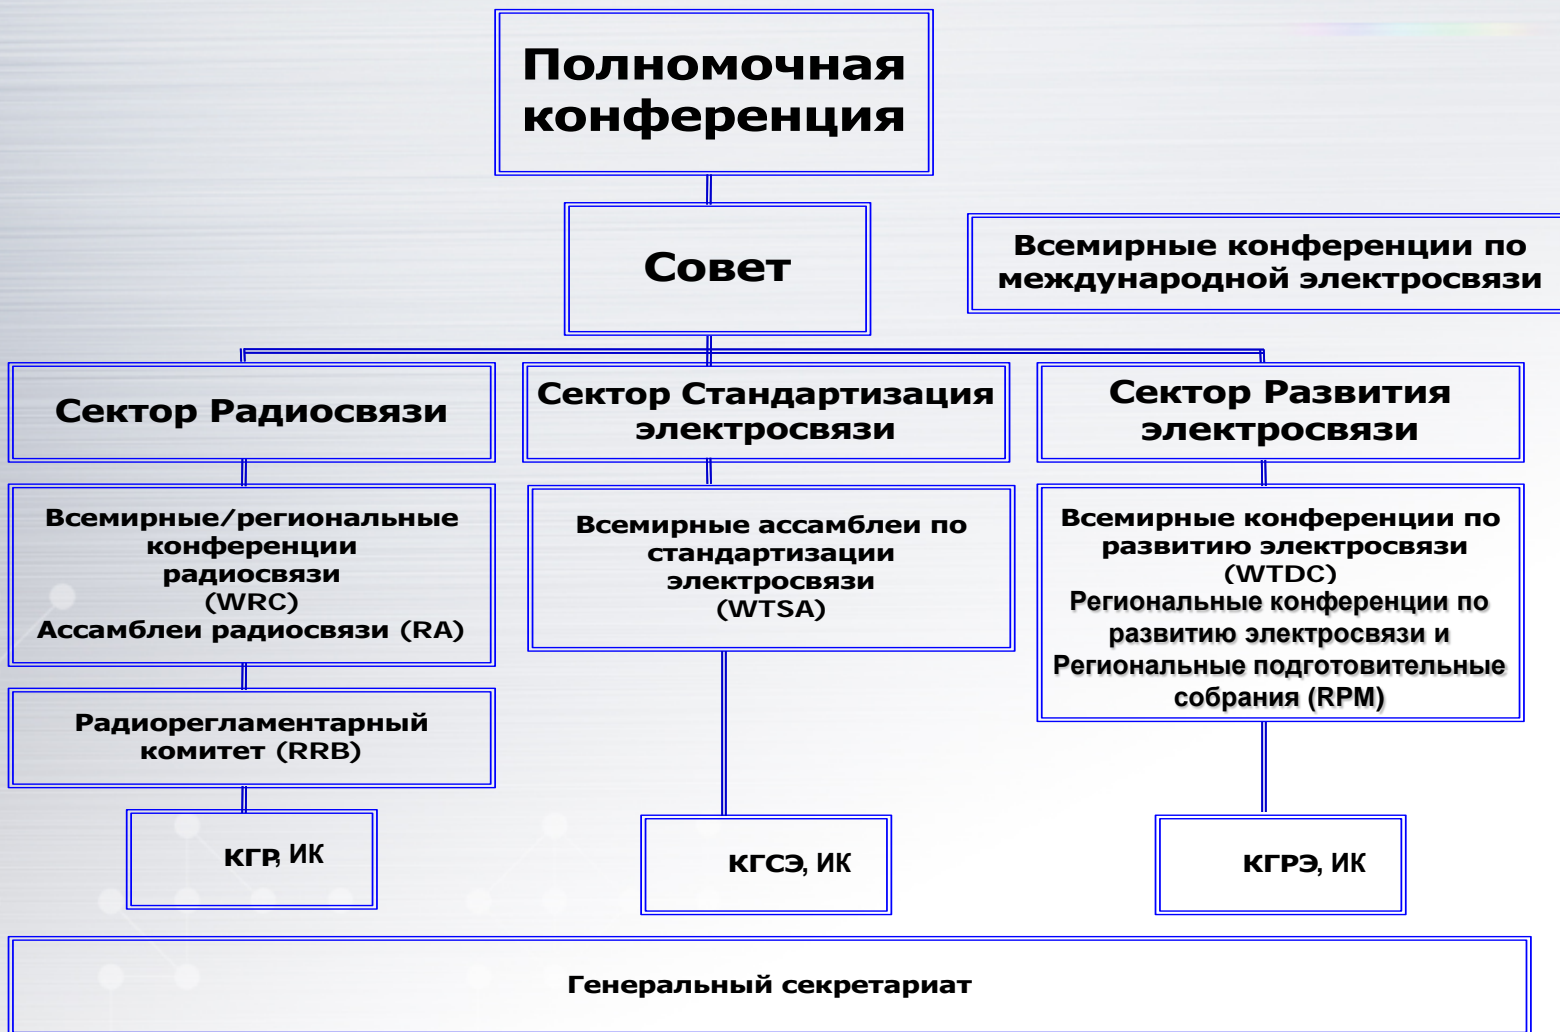 Полномочная
конференция
Совет
Всемирные конференции по
международной электросвязи
Сектор Радиосвязи
Сектор Стандартизация
электросвязи
Сектор Развития
электросвязи
Всемирные/региональные
конференции
радиосвязи
(WRC)
Ассамблеи радиосвязи (RA)
Всемирные ассамблеи по
стандартизации
электросвязи
(WTSA)
Всемирные конференции по
развитию электросвязи
(WTDC)
Региональные конференции по
развитию электросвязи и
Региональные подготовительные
собрания (RPM)
Радиорегламентарный
комитет (RRB)
КГР, ИК
КГСЭ, ИК
КГРЭ, ИК
Генеральный секретариат